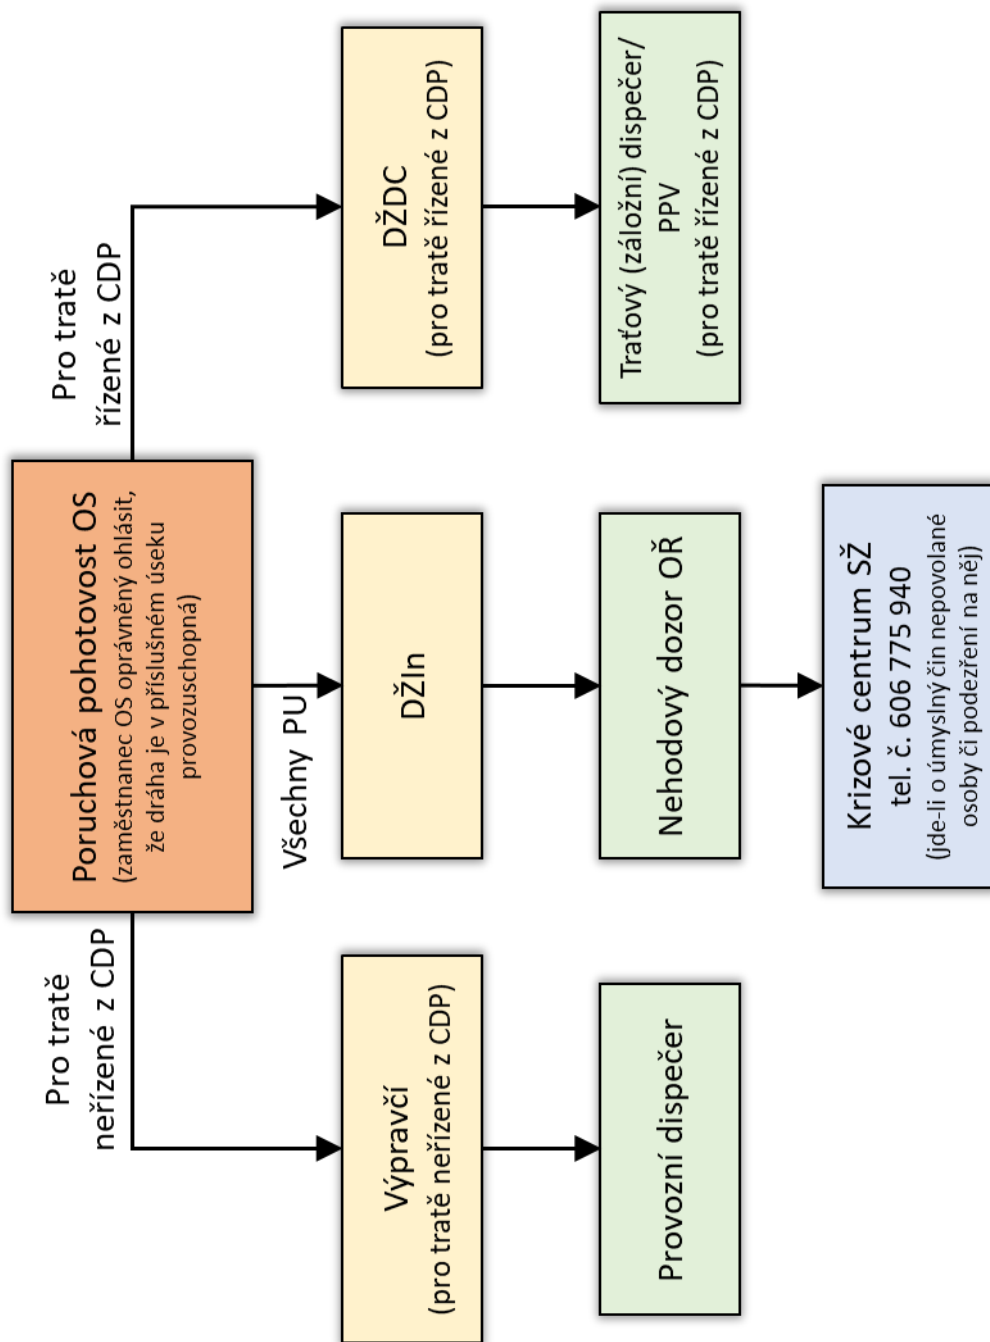 Poruchová pohotovost OS
(zaměstnanec OS oprávněný ohlásit,
že dráha je v příslušném úseku
provozuschopná)
Pro tratě
neřízené z CDP
Všechny PU
Pro tratě
řízené z CDP
Výpravčí
(pro tratě neřízené z CDP)
DŽIn
DŽDC
(pro tratě řízené z CDP)
Provozní dispečer
Nehodový dozor OŘ
Traťový (záložní) dispečer/
PPV
(pro tratě řízené z CDP)
Krizové centrum SŽ
tel. č. 606 775 940
(jde-li o úmyslný čin nepovolané
osoby či podezření na něj)